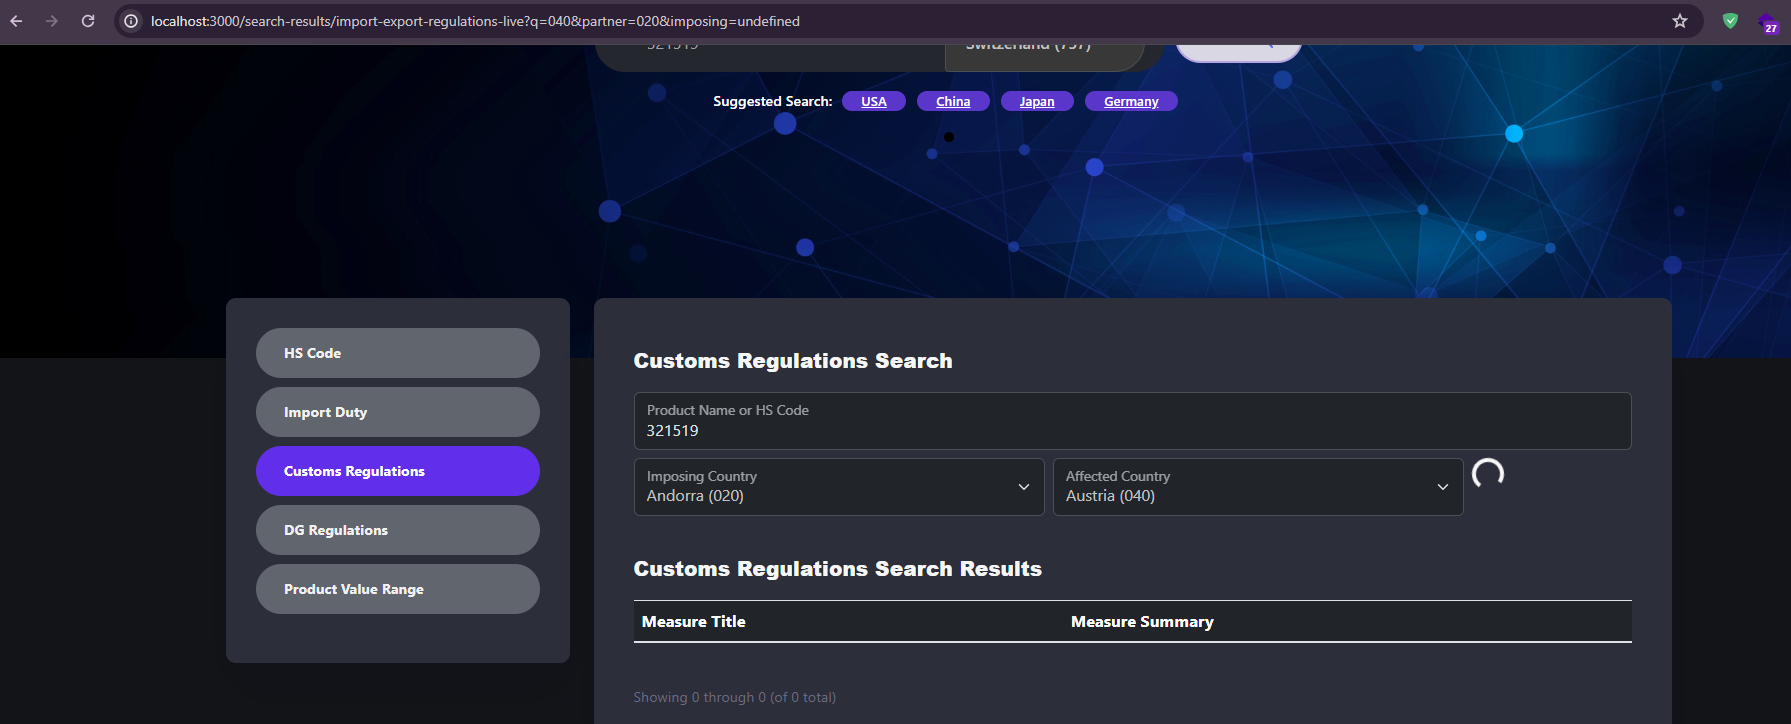 localhost:3000/search-results/import-export-regulations-live?q=040&partner=020&imposing=undefined
27
321519
Switzerland (757)
Suggested Search: USA China Japan Germany
HS Code
Import Duty
Customs Regulations
DG Regulations
Product Value Range
Customs Regulations Search
Product Name or HS Code
321519
Imposing Country
Andorra (020)
Affected Country
Austria (040)
Customs Regulations Search Results
Measure Title Measure Summary
Showing 0 through 0 (of 0 total)